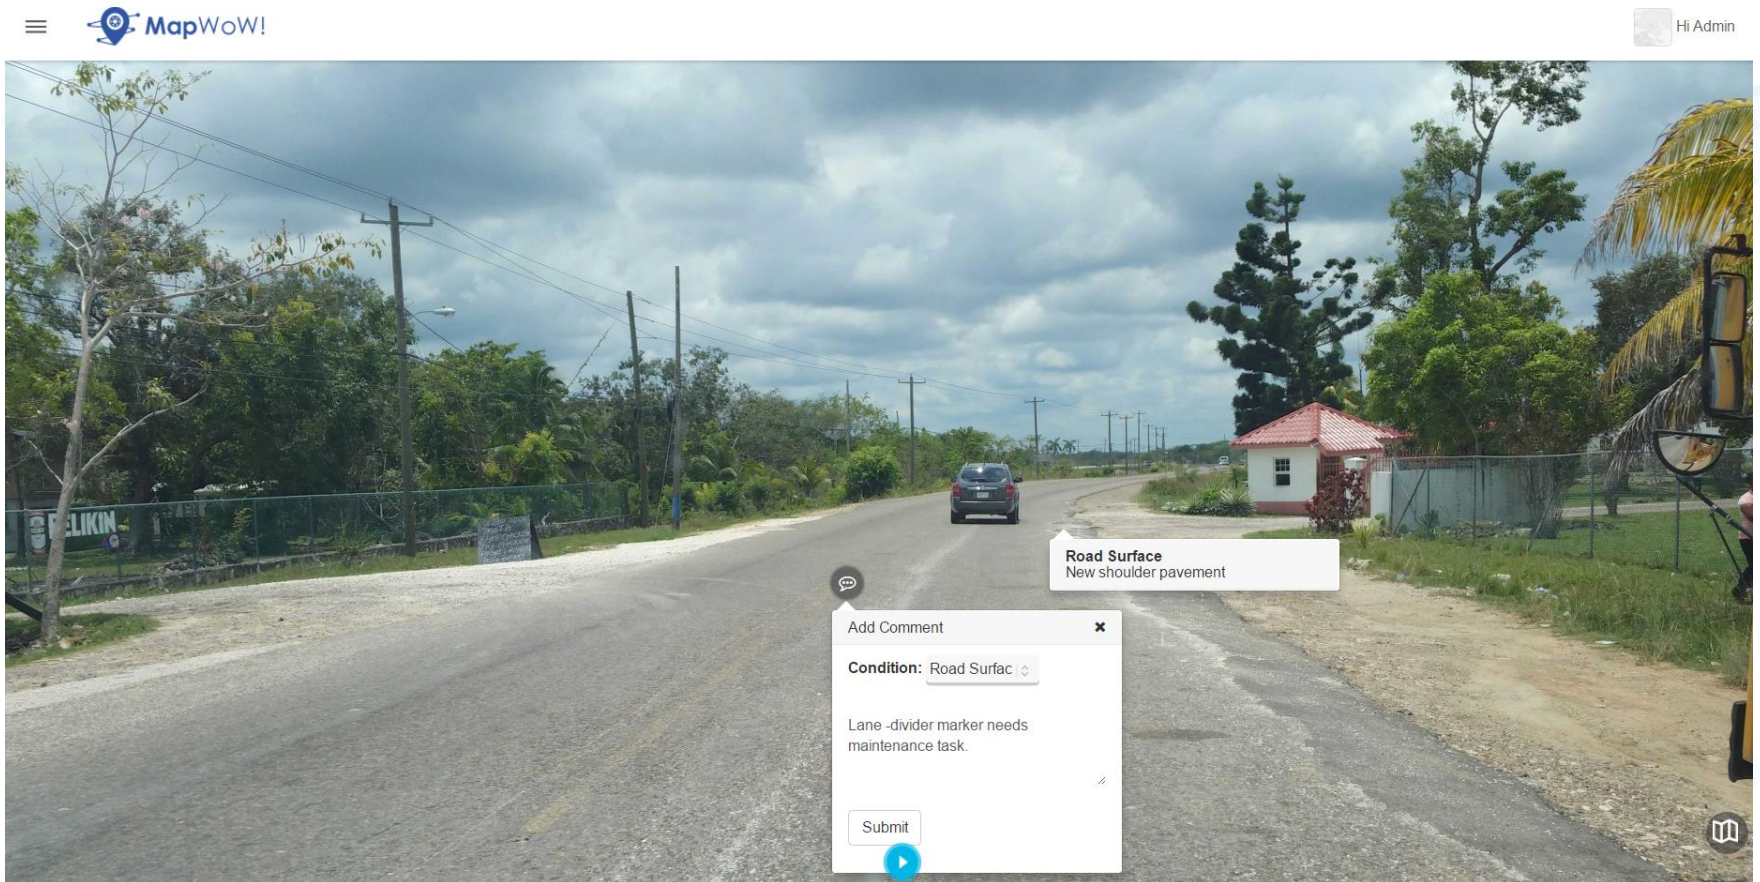 MapWoW!
Hi Admin
Road Surface
New shoulder pavement
Add Comment
Condition: Road Surfac
Lane -divider marker needs
maintenance task.
Submit